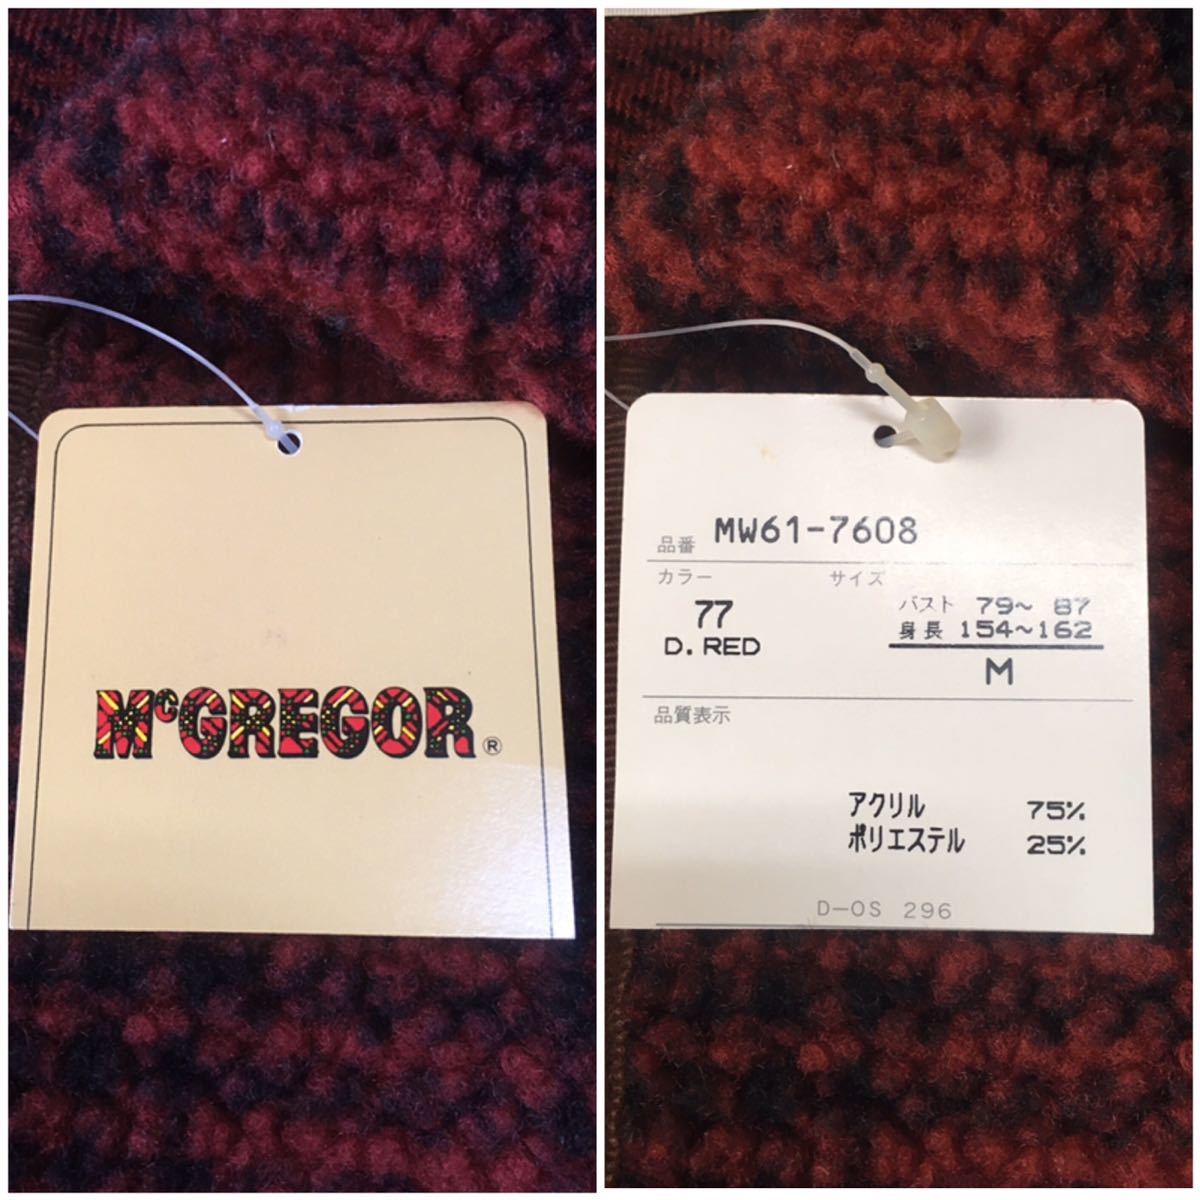 McGREGOR®
品番 MW61-7608
カラー サイズ
77 バスト 79~ 87
D. RED 身長 154~162
M
品質表示
アクリル 75%
ポリエステル 25%
D-OS 296